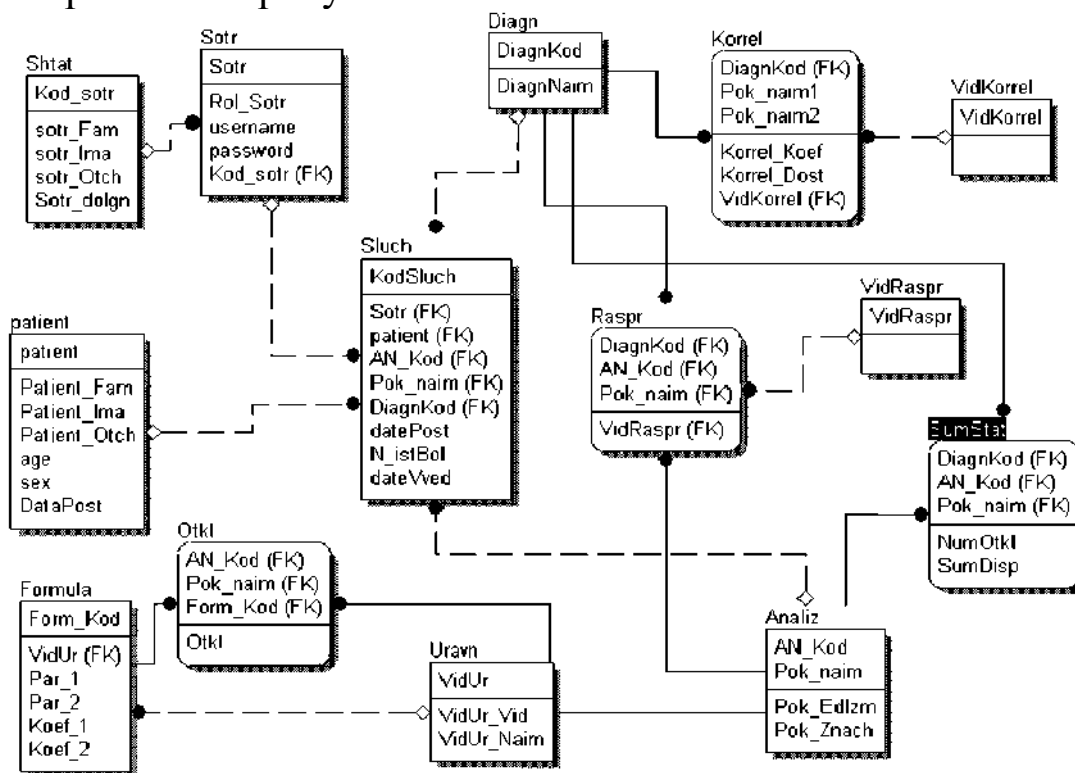 Diagn
DiagnKod
DiagnNaim
Korrel
DiagnKod (FK)
Pok_naim1
Pok_naim2
Korrel_Koef
Korrel_Dost
VidKorrel (FK)
VidKorrel
VidKorrel
Sotr
Sotr
Rol_Sotr
username
password
Kod_sotr (FK)
Shtat
Kod_sotr
sotr_Fam
sotr_Ima
sotr_Otch
Sotr_dolgn
Sluch
KodSluch
Sotr (FK)
patient (FK)
AN_Kod (FK)
Pok_naim (FK)
DiagnKod (FK)
datePost
N_istBol
dateVved
VidRaspr
VidRaspr
Raspr
DiagnKod (FK)
AN_Kod (FK)
Pok_naim (FK)
VidRaspr (FK)
patient
patient
Patient_Fam
Patient_Ima
Patient_Otch
age
sex
DataPost
SumStat
DiagnKod (FK)
AN_Kod (FK)
Pok_naim (FK)
NumOtkl
SumDisp
Otkl
AN_Kod (FK)
Pok_naim (FK)
Form_Kod (FK)
Otkl
Formula
Form_Kod
VidUr (FK)
Par_1
Par_2
Koef_1
Koef_2
Uravn
VidUr
VidUr_Vid
VidUr_Naim
Analiz
AN_Kod
Pok_naim
Pok_EdIzm
Pok_Znach